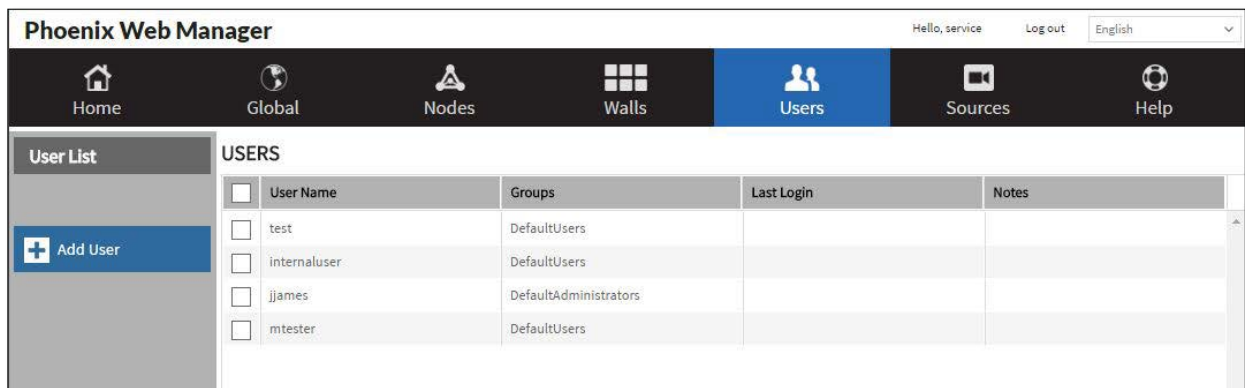 Phoenix Web Manager Hello, service Log out English
Home Global Nodes Walls Users Sources Help
User List
USERS
User Name Groups Last Login Notes
Add User
test DefaultUsers
internaluser DefaultUsers
jjames DefaultAdministrators
mtester DefaultUsers